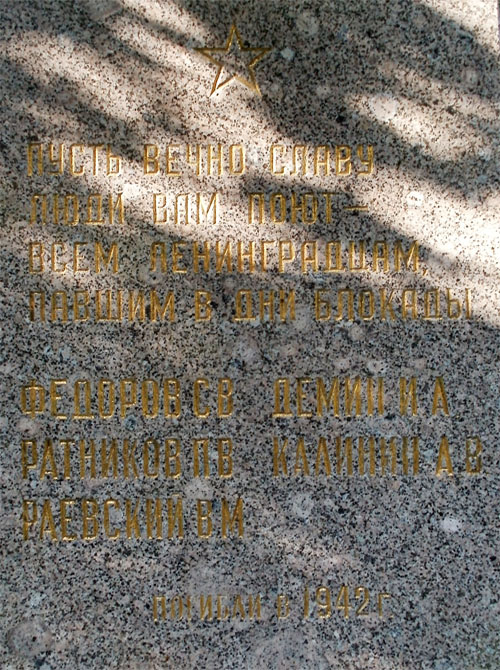 ПУСТЬ ВЕЧНО СЛАВУ
ЛЮДИ ВАМ ПОЮТ —
ВСЕМ ЛЕНИНГРАДЦАМ,
ПАВШИМ В ДНИ БЛОКАДЫ
ФЕДОРОВ С В ДЕМИН И А
РАТНИКОВ П В КАЛИНИН А В
РАЕВСКИЙ В М
ПОГИБЛИ В 1942 г.